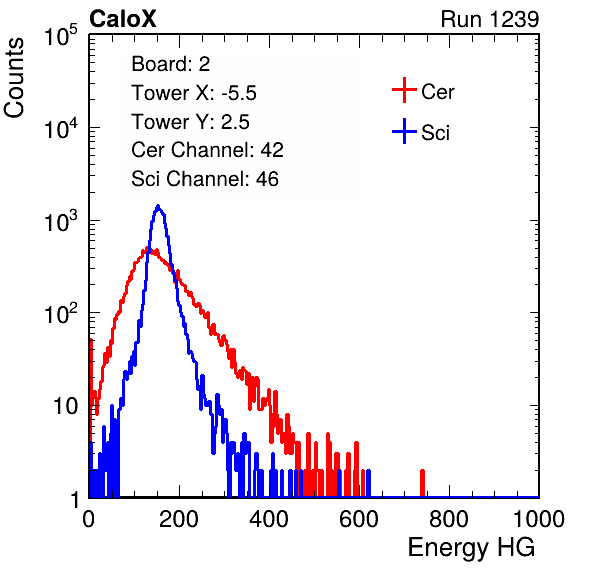 CaloX Run 1239
Counts
10^5
10^4
10^3
10^2
10
1
Board: 2
Tower X: -5.5
Tower Y: 2.5
Cer Channel: 42
Sci Channel: 46
Cer
Sci
0 200 400 600 800 1000
Energy HG